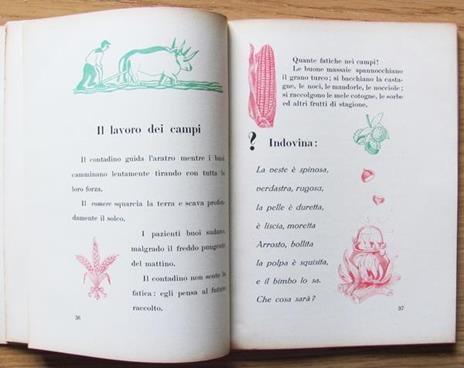 Il lavoro dei campi
Il contadino guida l'aratro mentre i buoi
camminano lentamente tirando con tutta la
loro forza.
Il vomere squarcia la terra e scava profon-
damente il solco.
I pazienti buoi sudano,
malgrado il freddo pungente
del mattino.
Il contadino non sente la
fatica: egli pensa al futuro
raccolto.
36
Quante fatiche nei campi!
Le buone massaie spannocchiano
il grano turco; si bacchiano la casta-
gne, le noci, le mandorle, le nocciole;
si raccolgono le mele cotogne, le sorbe
ed altri frutti di stagione.
? Indovina:
La veste è spinosa,
verdastra, rugosa,
la pelle è duretta,
è liscia, moretta
Arrosto, bollita
la polpa è squisita,
e il bimbo lo sa.
Che cosa sarà?
37